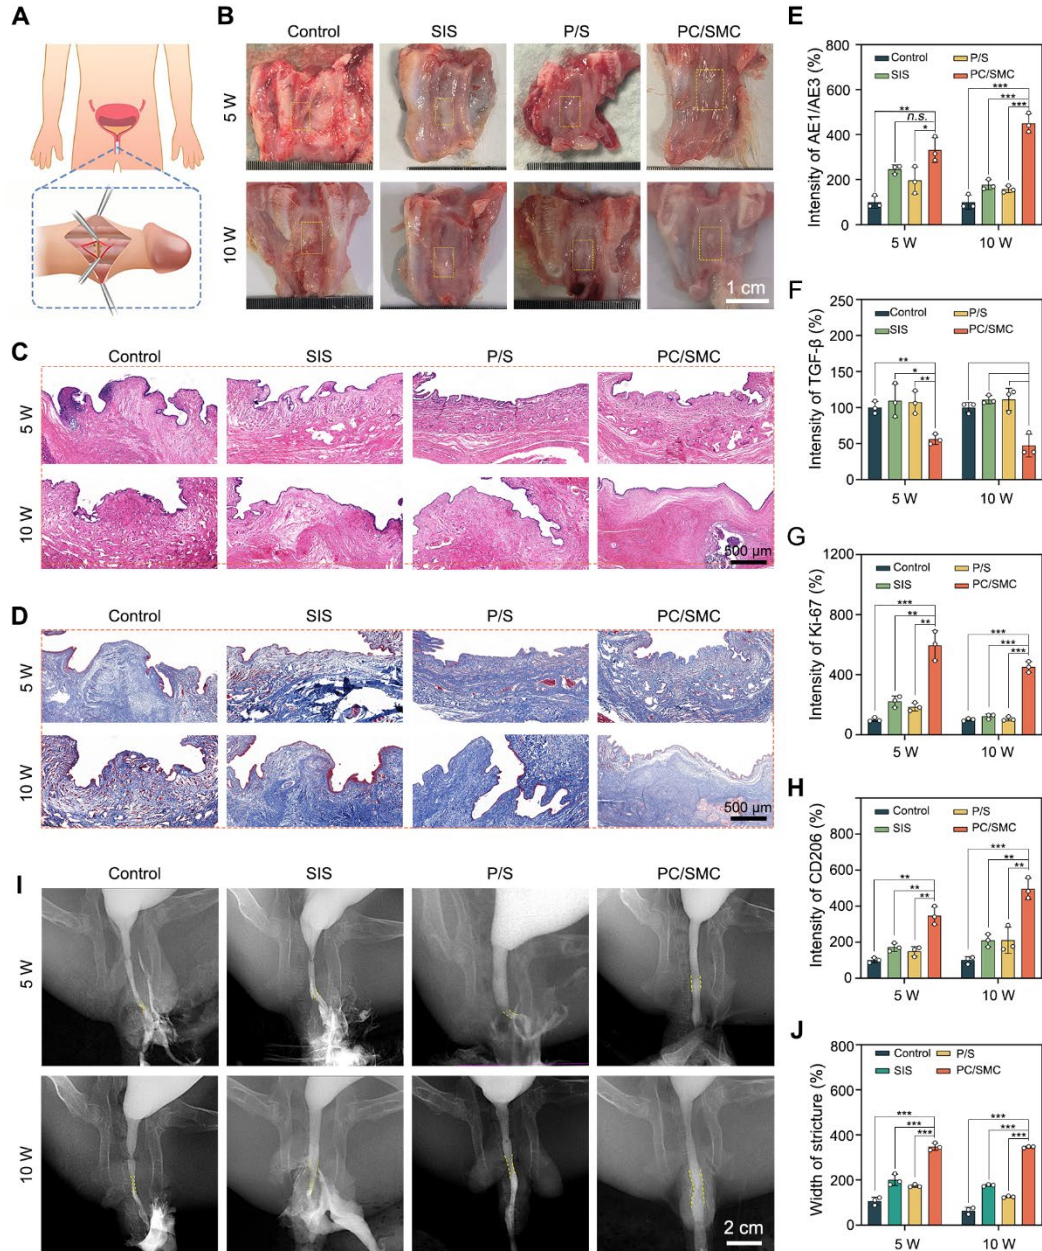 A
B
Control
SIS
P/S
PC/SMC
5 W
10 W
1 cm
C
Control
SIS
P/S
PC/SMC
5 W
10 W
500 μm
D
Control
SIS
P/S
PC/SMC
5 W
10 W
500 μm
I
Control
SIS
P/S
PC/SMC
5 W
10 W
2 cm
E
Intensity of AE1/AE3 (%)
800
600
400
200
0
Control
P/S
SIS
PC/SMC
**
n.s.
*
***
***
***
5 W
10 W
F
Intensity of TGF-β (%)
250
200
150
100
50
0
Control
P/S
SIS
PC/SMC
**
*
**
5 W
10 W
G
Intensity of Ki-67 (%)
1200
800
400
0
Control
P/S
SIS
PC/SMC
***
**
**
***
***
***
5 W
10 W
H
Intensity of CD206 (%)
800
600
400
200
0
Control
P/S
SIS
PC/SMC
**
**
**
***
**
**
5 W
10 W
J
Width of stricture (%)
800
600
400
200
0
Control
P/S
SIS
PC/SMC
***
***
***
***
***
***
5 W
10 W